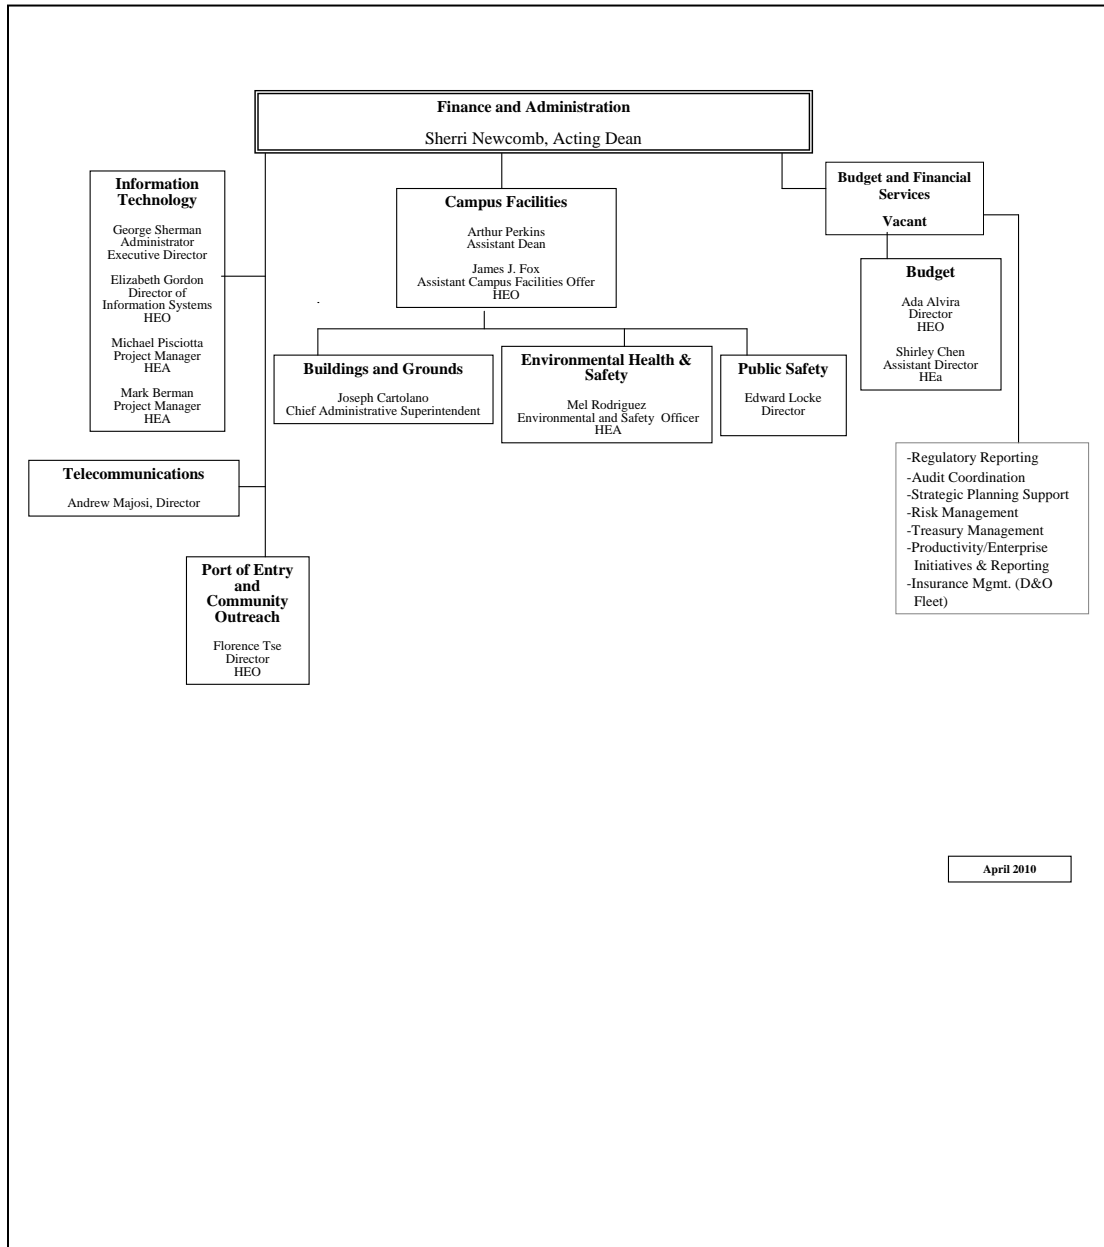 Finance and Administration
Sherri Newcomb, Acting Dean
Information
Technology
George Sherman
Administrator
Executive Director
Elizabeth Gordon
Director of
Information Systems
HEO
Michael Pisciotta
Project Manager
HEA
Mark Berman
Project Manager
HEA
Campus Facilities
Arthur Perkins
Assistant Dean
James J. Fox
Assistant Campus Facilities Offer
HEO
Budget and Financial
Services
Vacant
Budget
Ada Alvira
Director
HEO
Shirley Chen
Assistant Director
HEa
Buildings and Grounds
Joseph Cartolano
Chief Administrative Superintendent
Environmental Health &
Safety
Mel Rodriguez
Environmental and Safety Officer
HEA
Public Safety
Edward Locke
Director
Telecommunications
Andrew Majosi, Director
-Regulatory Reporting
-Audit Coordination
-Strategic Planning Support
-Risk Management
-Treasury Management
-Productivity/Enterprise
Initiatives & Reporting
-Insurance Mgmt. (D&O
Fleet)
Port of Entry
and
Community
Outreach
Florence Tse
Director
HEO
April 2010